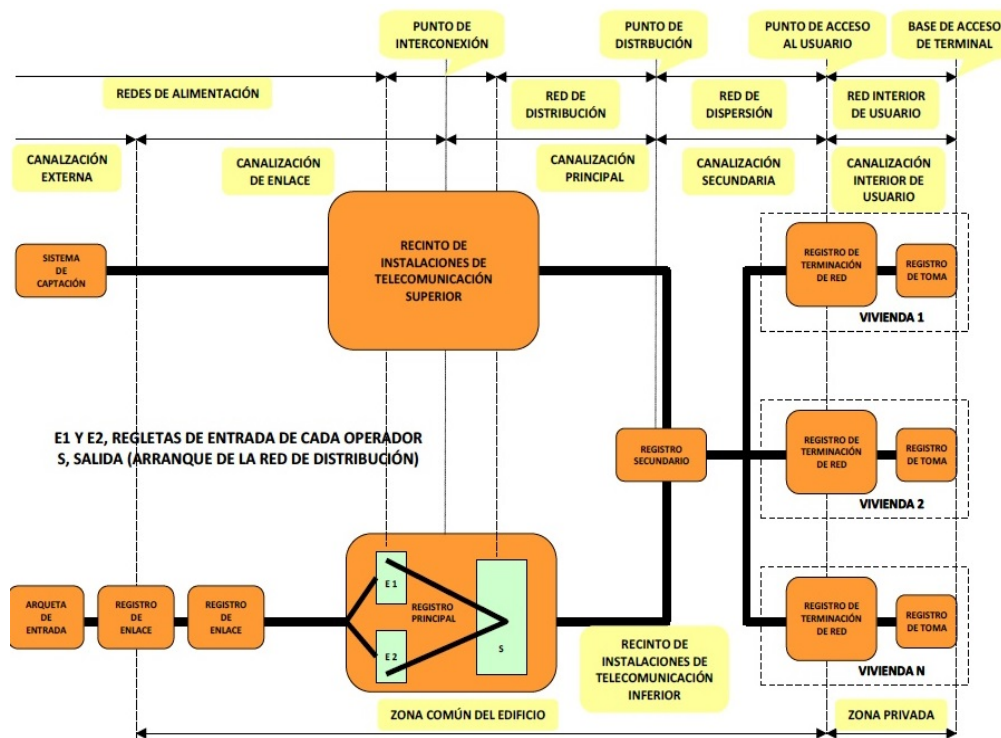 PUNTO DE
INTERCONEXIÓN
PUNTO DE
DISTRBUCIÓN
PUNTO DE ACCESO
AL USUARIO
BASE DE ACCESO
DE TERMINAL
REDES DE ALIMENTACIÓN
RED DE
DISTRIBUCIÓN
RED DE
DISPERSIÓN
RED INTERIOR
DE USUARIO
CANALZACIÓN
EXTERNA
CANALIZACIÓN
DE ENLACE
CANALIZACIÓN
PRINCIPAL
CANALIZACIÓN
SECUNDARIA
CANALIZACIÓN
INTERIOR DE
USUARIO
SISTEMA
DE
CAPTACIÓN
RECINTO DE
INSTALACIONES DE
TELECOMUNICACIÓN
SUPERIOR
REGISTRO DE
TERMINACIÓN
DE RED
REGISTRO
DE TOMA
VIVIENDA 1
E1 Y E2, REGLETAS DE ENTRADA DE CADA OPERADOR
S, SALIDA (ARRANQUE DE LA RED DE DISTRIBUCIÓN)
REGISTRO
SECUNDARIO
REGISTRO DE
TERMINACIÓN
DE RED
REGISTRO
DE TOMA
VIVIENDA 2
ARQUETA
DE
ENTRADA
REGISTRO
DE
ENLACE
REGISTRO
DE
ENLACE
E 1
REGISTRO
PRINCIPAL
E 2
S
RECINTO DE
INSTALACIONES DE
TELECOMUNICACIÓN
INFERIOR
REGISTRO DE
TERMINACIÓN
DE RED
REGISTRO
DE TOMA
VIVIENDA N
ZONA COMÚN DEL EDIFICIO
ZONA PRIVADA